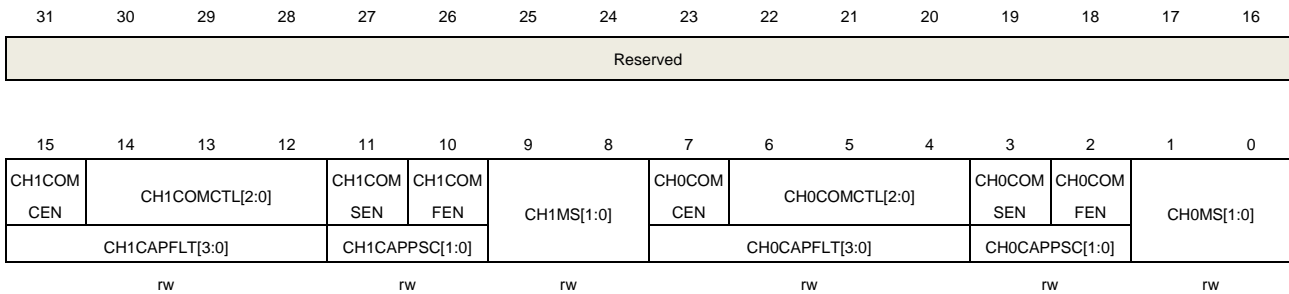 31 30 29 28 27 26 25 24 23 22 21 20 19 18 17 16
Reserved
15 14 13 12 11 10 9 8 7 6 5 4 3 2 1 0
CH1COM CEN CH1COMCTL[2:0] CH1COM SEN CH1COM FEN CH1MS[1:0] CH0COM CEN CH0COMCTL[2:0] CH0COM SEN CH0COM FEN CH0MS[1:0]
CH1CAPFLT[3:0] CH1CAPPSC[1:0] CH0CAPFLT[3:0] CH0CAPPSC[1:0]
rw rw rw rw rw rw